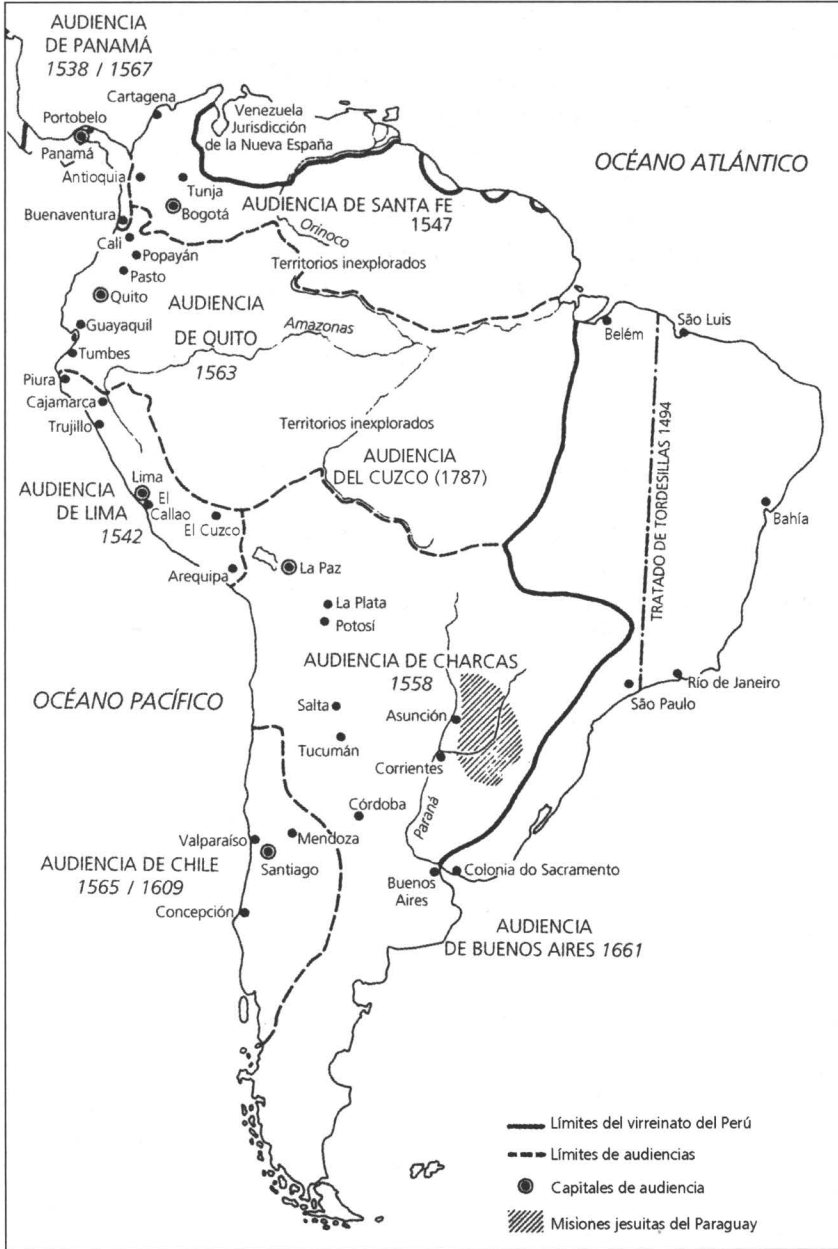 AUDIENCIA
DE PANAMÁ
1538 / 1567
Cartagena
Portobelo
Panamá
Venezuela
Jurisdicción
de la Nueva España
OCÉANO ATLÁNTICO
Antioquia
Tunja
Bogotá
Buenaventura
AUDIENCIA DE SANTA FE
1547
Cali
Orinoco
Popayán
Pasto
Territorios inexplorados
Quito
AUDIENCIA
DE QUITO
1563
Guayaquil
Amazonas
Tumbes
Belém
São Luis
Piura
Cajamarca
Trujillo
Territorios inexplorados
AUDIENCIA
DEL CUZCO (1787)
TRATADO DE TORDESILLAS 1494
Lima
El
Callao
AUDIENCIA
DE LIMA
1542
El Cuzco
Bahía
Arequipa
La Paz
La Plata
Potosí
AUDIENCIA DE CHARCAS
1558
OCÉANO PACÍFICO
Salta
Asunción
Río de Janeiro
São Paulo
Tucumán
Corrientes
Córdoba
Paraná
Valparaíso
Mendoza
Santiago
AUDIENCIA DE CHILE
1565 / 1609
Buenos
Aires
Colonia do Sacramento
Concepción
AUDIENCIA
DE BUENOS AIRES 1661
Límites del virreinato del Perú
Límites de audiencias
Capitales de audiencia
Misiones jesuitas del Paraguay